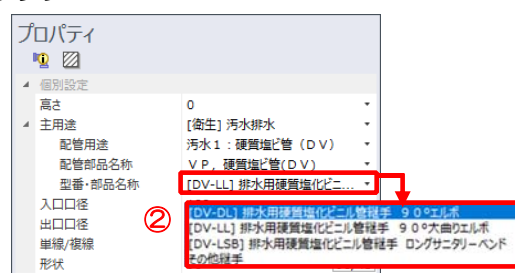 プロパティ
個別設定
高さ 0
主用途 [衛生] 汚水排水
配管用途 汚水1：硬質塩ビ管（DV）
配管部品名称 VP，硬質塩ビ管(DV)
型番・部品名称 [DV-LL] 排水用硬質塩化ビニ...
入口口径
②
[DV-DL] 排水用硬質塩化ビニル管継手 90°エルボ
出口口径
[DV-LL] 排水用硬質塩化ビニル管継手 90°大曲りエルボ
単線/複線
[DV-LSB] 排水用硬質塩化ビニル管継手 ロングサニタリーベンド
形状
その他継手